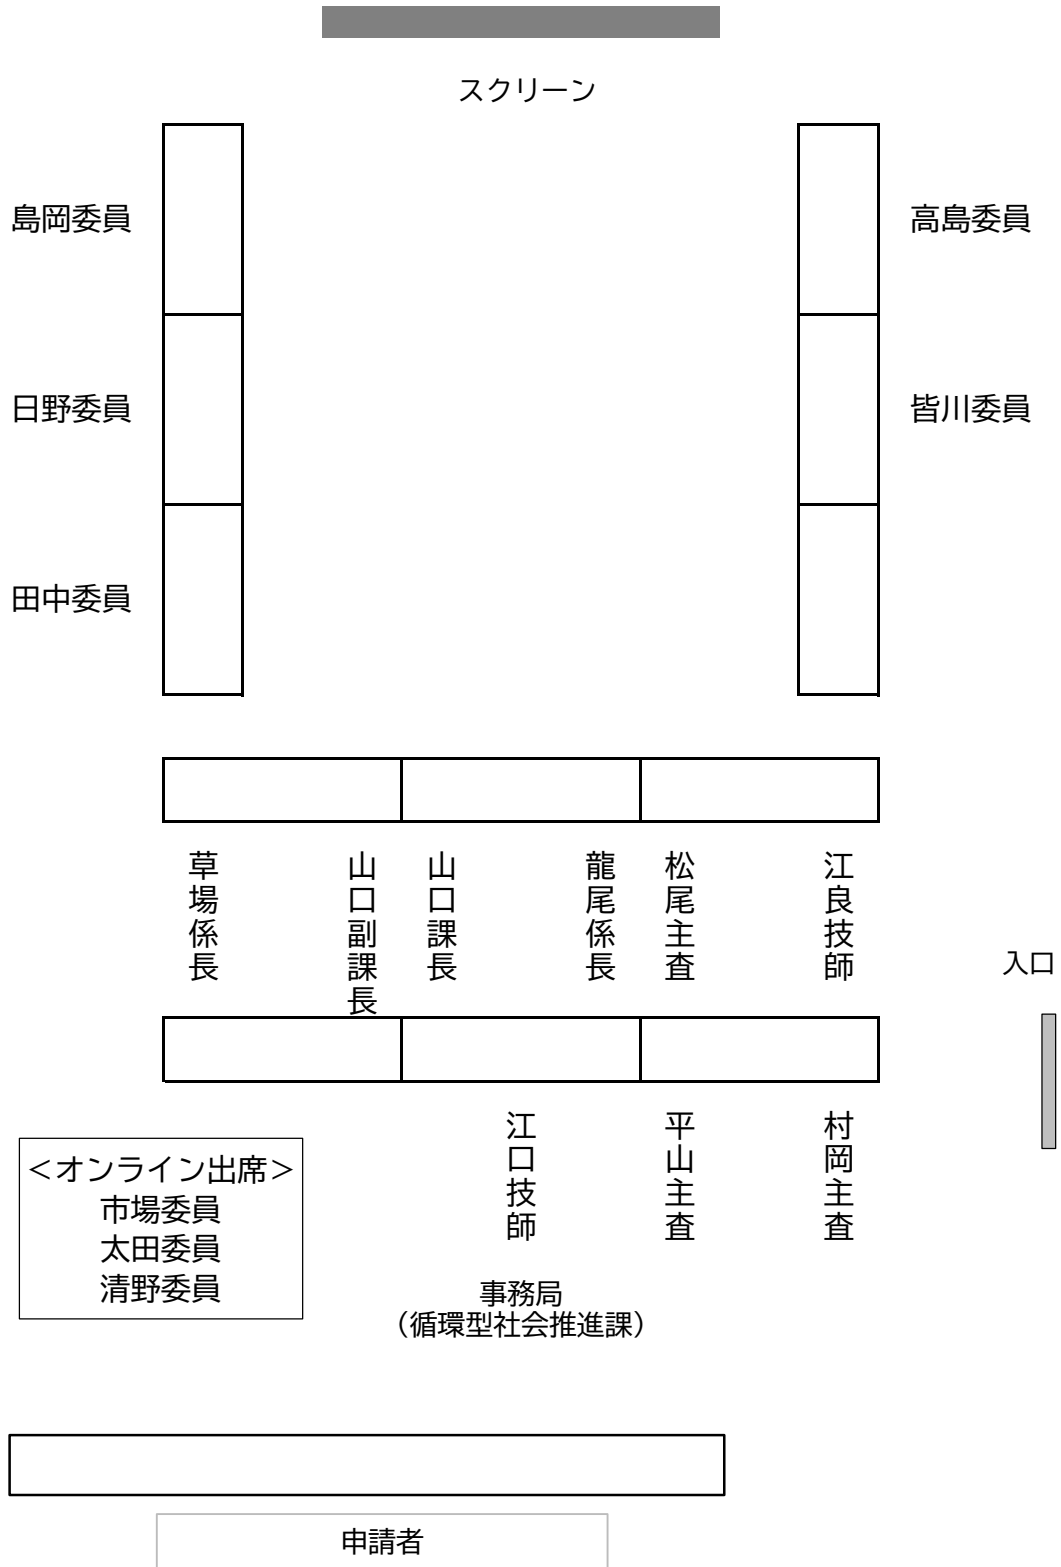 スクリーン
島岡委員
高島委員
日野委員
皆川委員
田中委員
草場係長
山口副課長
山口課長
龍尾係長
松尾主査
江良技師
入口
江口技師
平山主査
村岡主査
＜オンライン出席＞
市場委員
太田委員
清野委員
事務局
（循環型社会推進課）
申請者